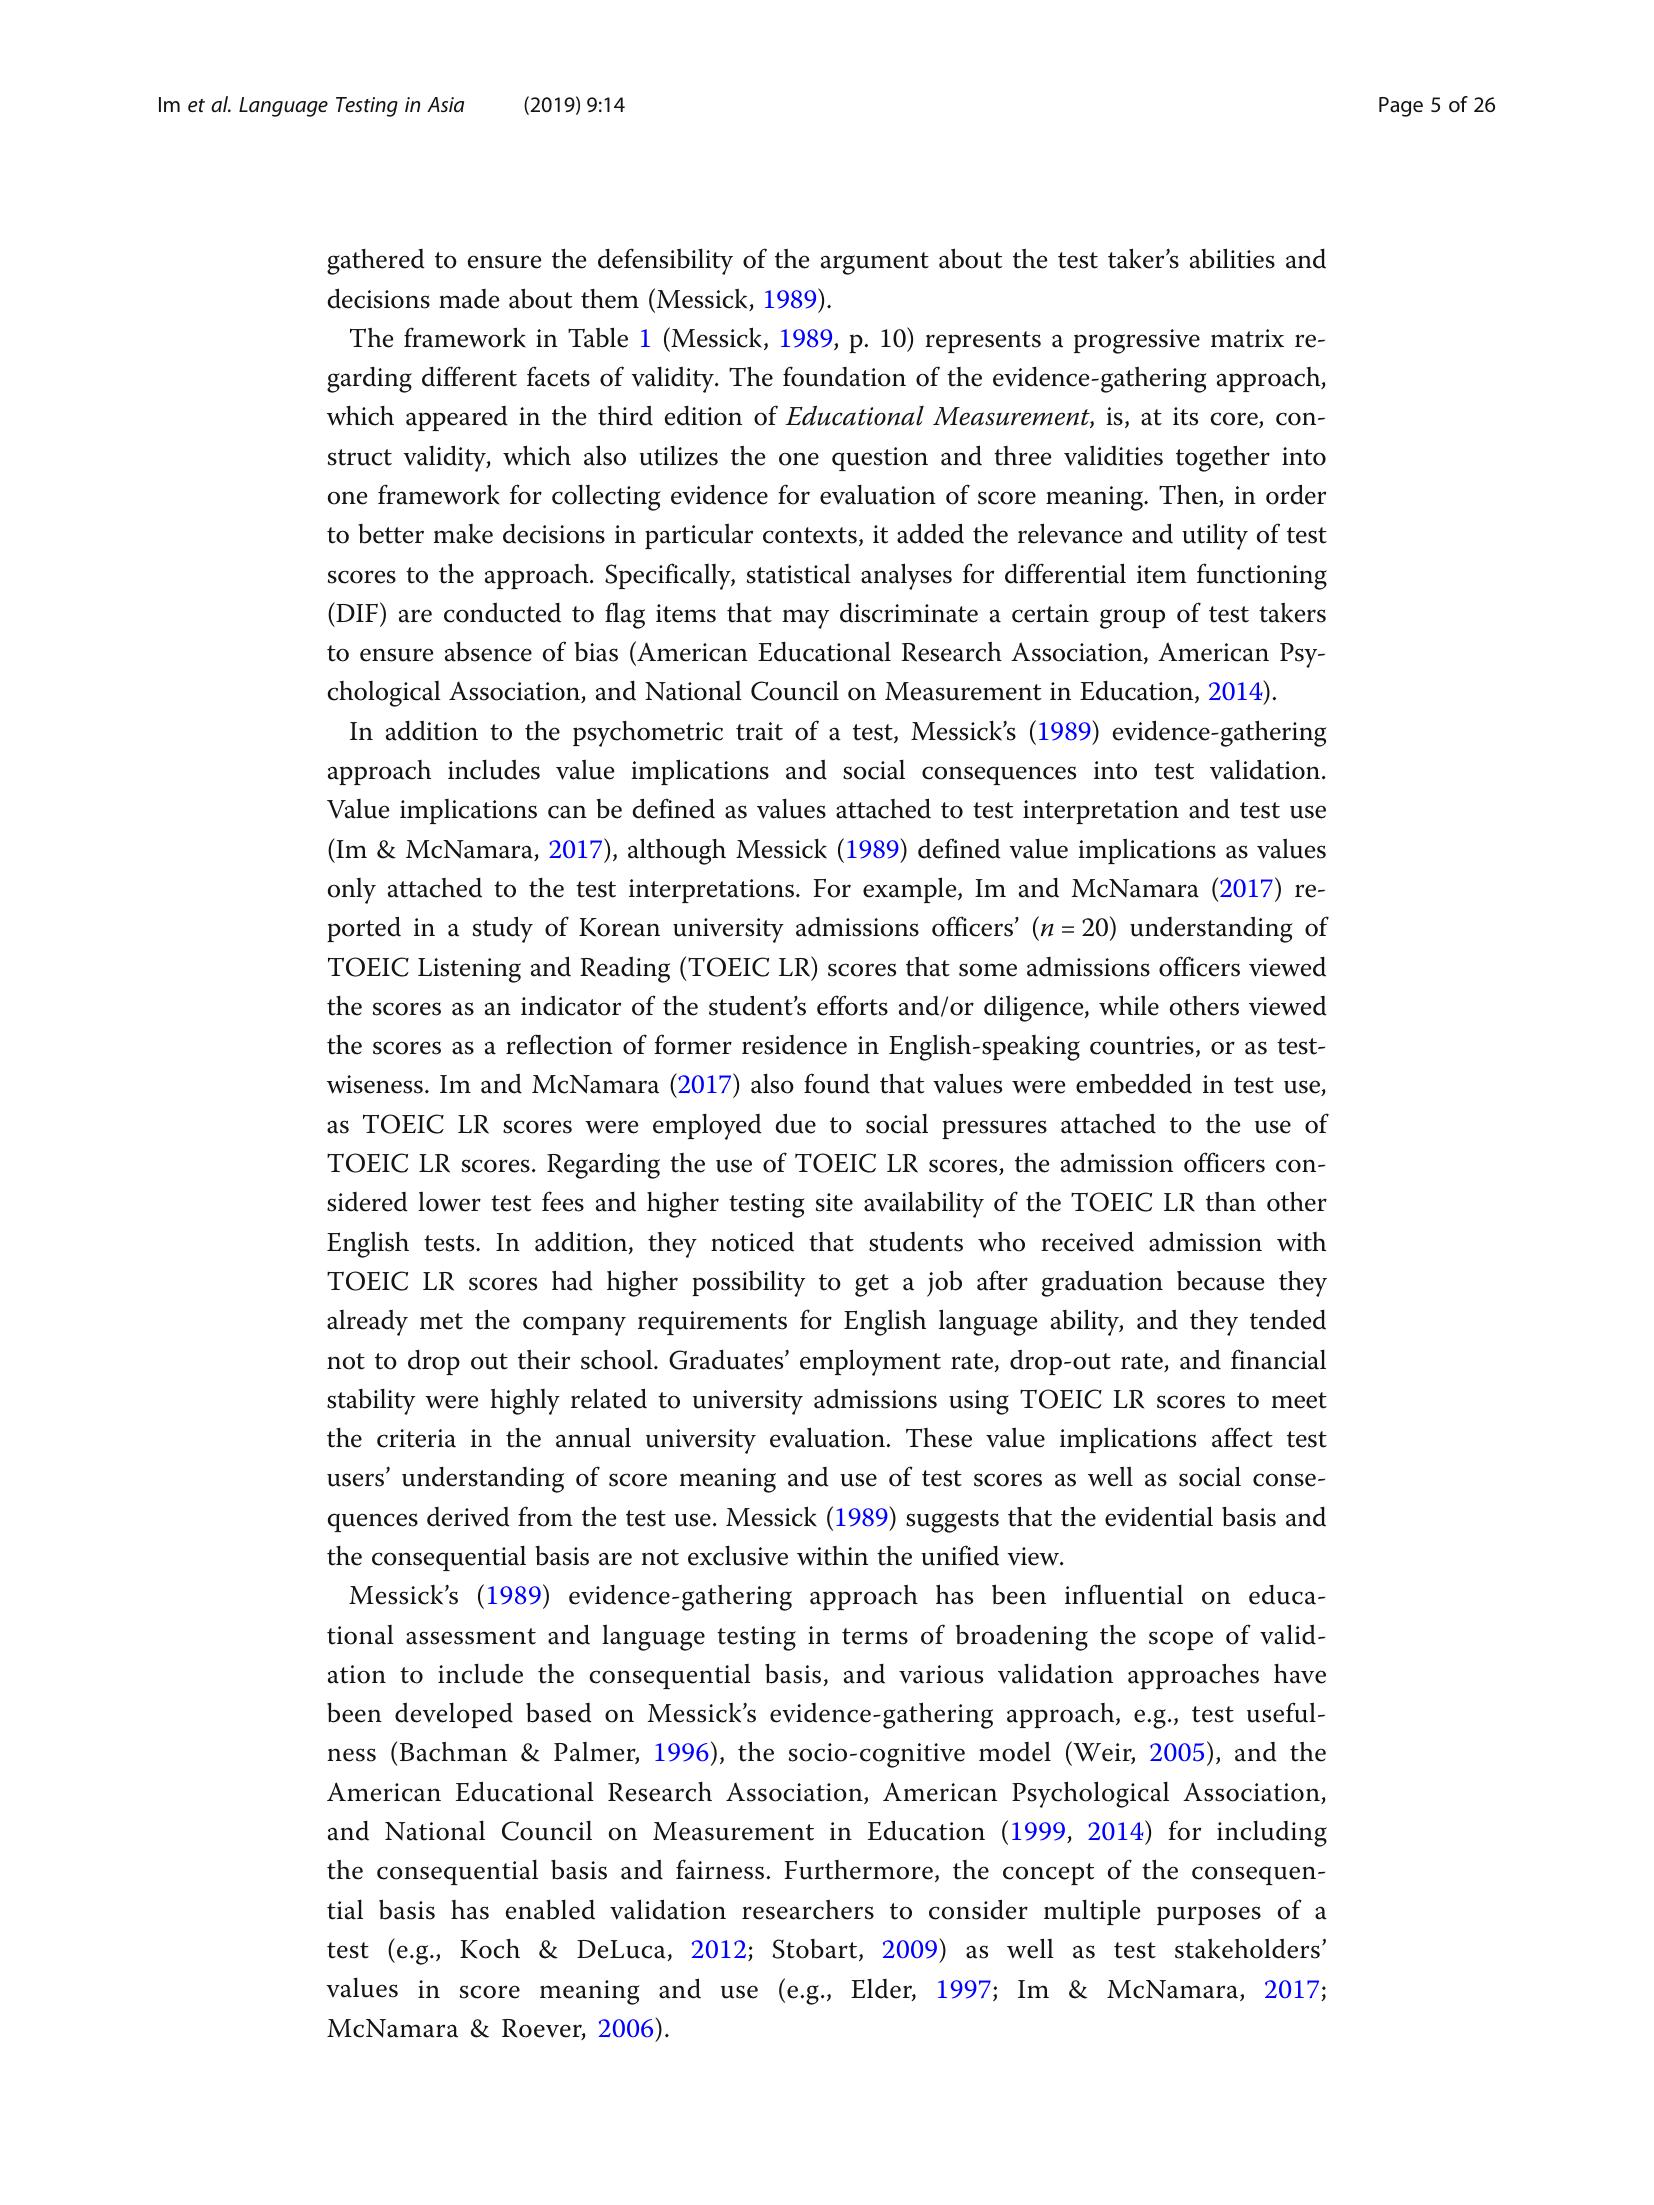 Im et al. Language Testing in Asia (2019) 9:14 Page 5 of 26
gathered to ensure the defensibility of the argument about the test taker’s abilities and
decisions made about them (Messick, 1989).
The framework in Table 1 (Messick, 1989, p. 10) represents a progressive matrix re-
garding different facets of validity. The foundation of the evidence-gathering approach,
which appeared in the third edition of Educational Measurement, is, at its core, con-
struct validity, which also utilizes the one question and three validities together into
one framework for collecting evidence for evaluation of score meaning. Then, in order
to better make decisions in particular contexts, it added the relevance and utility of test
scores to the approach. Specifically, statistical analyses for differential item functioning
(DIF) are conducted to flag items that may discriminate a certain group of test takers
to ensure absence of bias (American Educational Research Association, American Psy-
chological Association, and National Council on Measurement in Education, 2014).
In addition to the psychometric trait of a test, Messick’s (1989) evidence-gathering
approach includes value implications and social consequences into test validation.
Value implications can be defined as values attached to test interpretation and test use
(Im & McNamara, 2017), although Messick (1989) defined value implications as values
only attached to the test interpretations. For example, Im and McNamara (2017) re-
ported in a study of Korean university admissions officers’ (n = 20) understanding of
TOEIC Listening and Reading (TOEIC LR) scores that some admissions officers viewed
the scores as an indicator of the student’s efforts and/or diligence, while others viewed
the scores as a reflection of former residence in English-speaking countries, or as test-
wiseness. Im and McNamara (2017) also found that values were embedded in test use,
as TOEIC LR scores were employed due to social pressures attached to the use of
TOEIC LR scores. Regarding the use of TOEIC LR scores, the admission officers con-
sidered lower test fees and higher testing site availability of the TOEIC LR than other
English tests. In addition, they noticed that students who received admission with
TOEIC LR scores had higher possibility to get a job after graduation because they
already met the company requirements for English language ability, and they tended
not to drop out their school. Graduates’ employment rate, drop-out rate, and financial
stability were highly related to university admissions using TOEIC LR scores to meet
the criteria in the annual university evaluation. These value implications affect test
users’ understanding of score meaning and use of test scores as well as social conse-
quences derived from the test use. Messick (1989) suggests that the evidential basis and
the consequential basis are not exclusive within the unified view.
Messick’s (1989) evidence-gathering approach has been influential on educa-
tional assessment and language testing in terms of broadening the scope of valid-
ation to include the consequential basis, and various validation approaches have
been developed based on Messick’s evidence-gathering approach, e.g., test useful-
ness (Bachman & Palmer, 1996), the socio-cognitive model (Weir, 2005), and the
American Educational Research Association, American Psychological Association,
and National Council on Measurement in Education (1999, 2014) for including
the consequential basis and fairness. Furthermore, the concept of the consequen-
tial basis has enabled validation researchers to consider multiple purposes of a
test (e.g., Koch & DeLuca, 2012; Stobart, 2009) as well as test stakeholders’
values in score meaning and use (e.g., Elder, 1997; Im & McNamara, 2017;
McNamara & Roever, 2006).